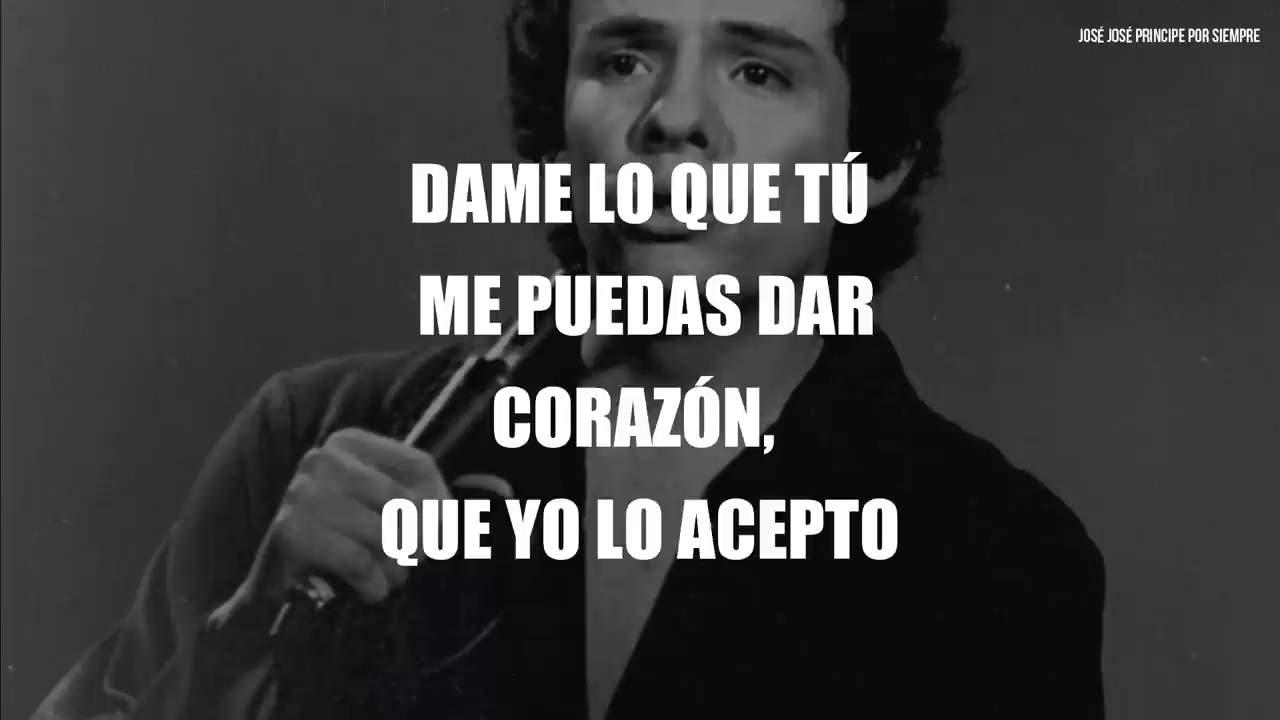 JOSÉ JOSÉ PRINCIPE POR SIEMPRE
DAME LO QUE TÚ
ME PUEDAS DAR
CORAZÓN,
QUE YO LO ACEPTO